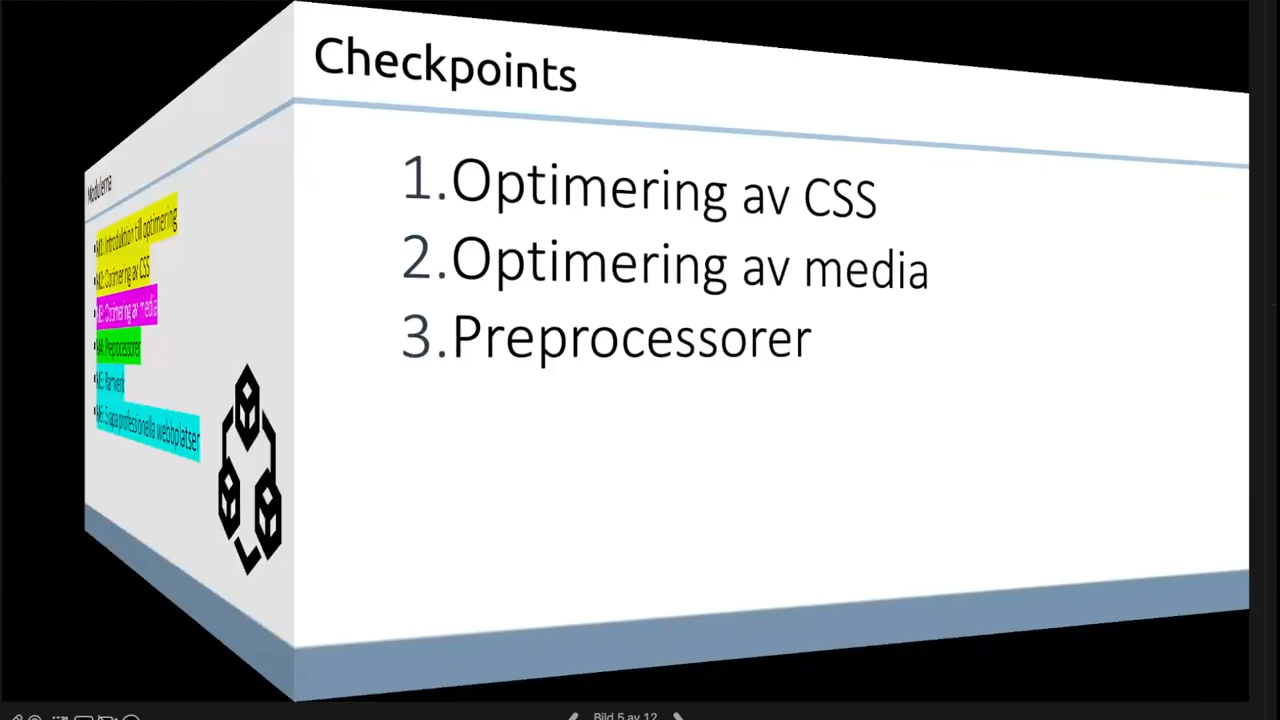 Checkpoints
1.Optimering av CSS
2.Optimering av media
3.Preprocessorer
Modulerna
M1: Introduktion till optimering
M2: Optimering av CSS
M3: Optimering av media
M4: Preprocessorer
M5: Ramverk
M6: Skapa professionella webbplatser
Bild 5 av 12